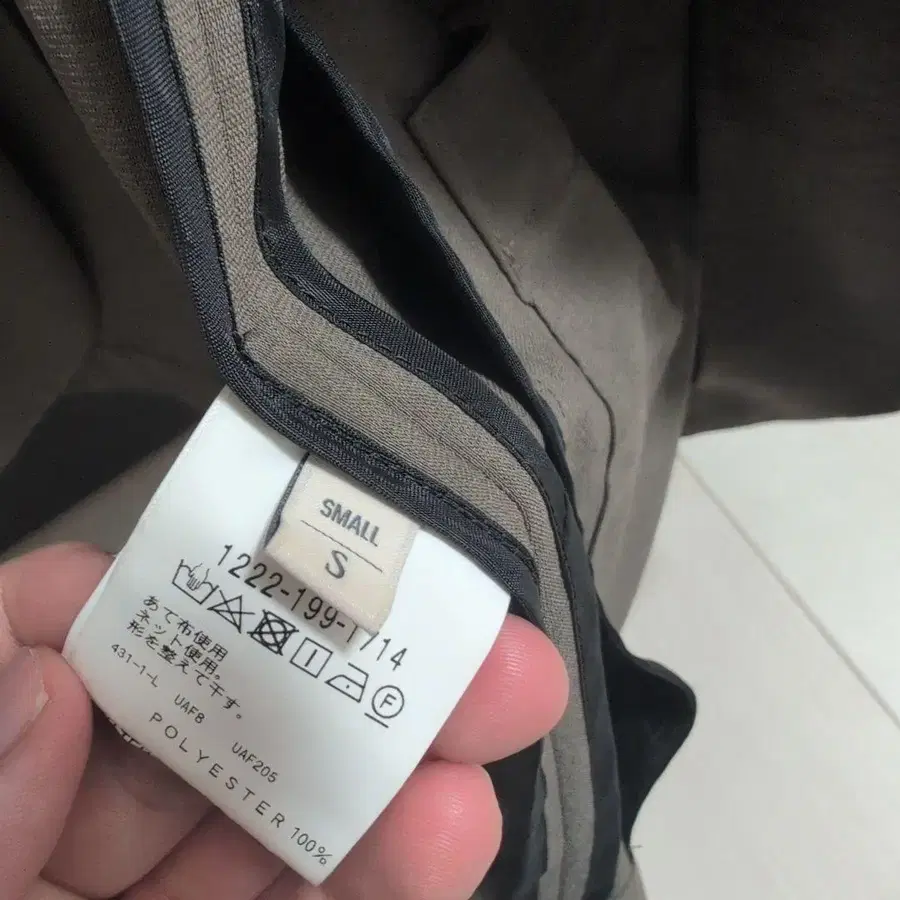 SMALL
S
1222-199-1714
F
あて布使用
ネット使用。
形を整えて干す。
431-1-L UAF8 UAF205
POLYESTER 100%